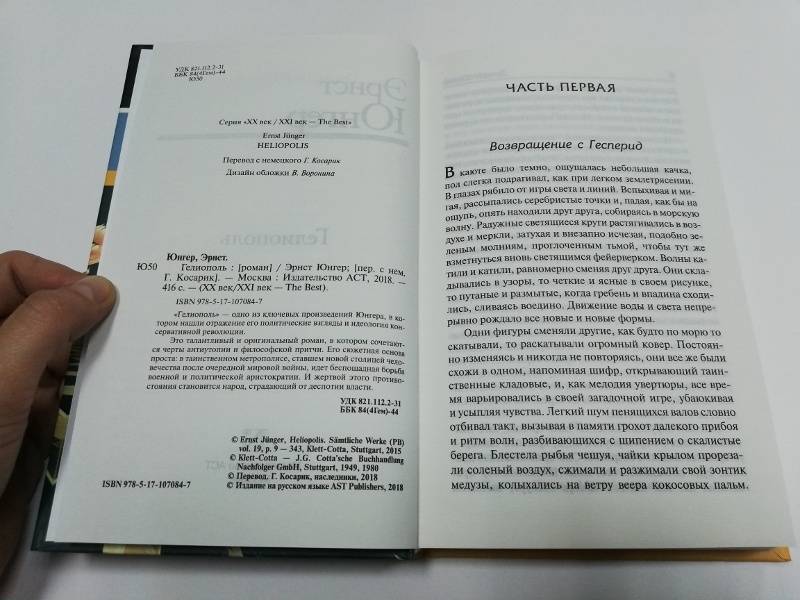 УДК 821.112.2-31
ББК 84(4Гем)-44
Ю50
Серия «XX век / XXI век — The Best»
Ernst Jünger
HELIOPOLIS
Перевод с немецкого Г. Косарик
Дизайн обложки В. Воронина
Юнгер, Эрнст.
Ю50 Гелиополь : [роман] / Эрнст Юнгер; [пер. с нем.
Г. Косарик]. — Москва : Издательство АСТ, 2018. —
416 с. — (XX век/XXI век — The Best).
ISBN 978-5-17-107084-7
«Гелиополь» — одно из ключевых произведений Юнгера, в ко-
тором нашли отражение его политические взгляды и идеология кон-
сервативной революции.
Это талантливый и оригинальный роман, в котором сочетаются
черты антиутопии и философской притчи. Его сюжетная основа
проста: в таинственном метрополисе, ставшем новой столицей чело-
вечества после очередной мировой войны, идет беспощадная борьба
военной и политической аристократии. И жертвой этого противо-
стояния становится народ, страдающий от деспотии власти.
УДК 821.112.2-31
ББК 84(4Гем)-44
© Ernst Jünger, Heliopolis. Sämtliche Werke (PB)
vol. 19, p. 9 — 343, Klett-Cotta, Stuttgart, 2015
© Klett-Cotta — J.G. Cotta'sche Buchhandlung
Nachfolger GmbH, Stuttgart, 1949, 1980
© Перевод. Г. Косарик, наследники, 2018
ISBN 978-5-17-107084-7 © Издание на русском языке AST Publishers, 2018
ЧАСТЬ ПЕРВАЯ
Возвращение с Гесперид
В каюте было темно, ощущалась небольшая качка,
пол слегка подрагивал, как при легком землетрясении.
В глазах рябило от игры света и линий. Вспыхивая и ми-
гая, рассыпались серебристые точки и, падая, как бы на
ощупь, опять находили друг друга, собираясь в морскую
волну. Радужные светящиеся круги растягивались в воз-
духе и меркли, затухая и внезапно исчезая, подобно зе-
леным молниям, проглоченным тьмой, чтобы тут же
взметнуться вновь светящимся фейерверком. Волны ка-
тили и катили, равномерно сменяя друг друга. Они скла-
дывались в узоры, то четкие и ясные в своем рисунке,
то путаные и размытые, когда гребень и впадина сходи-
лись, сливаясь воедино. Движение воды и света непре-
рывно рождало все новые и новые формы.
Одни фигуры сменяли другие, как будто по морю то
скатывали, то раскатывали огромный ковер. Постоян-
но изменяясь и никогда не повторяясь, они все же были
схожи в одном, напоминая шифр, открывающий таин-
ственные кладовые, и, как мелодия увертюры, все время
варьировались в своей загадочной игре, убаюкивая
и усыпляя чувства. Легкий шум пенящихся валов словно
отбивал такт, вызывая в памяти грохот далекого прибоя
и ритм волн, разбивающихся с шипением о скалистые
берега. Блестела рыбья чешуя, чайки крылом прореза-
ли соленый воздух, сжимали и разжимали свой зонтик
медузы, колыхались на ветру веера кокосовых пальм.